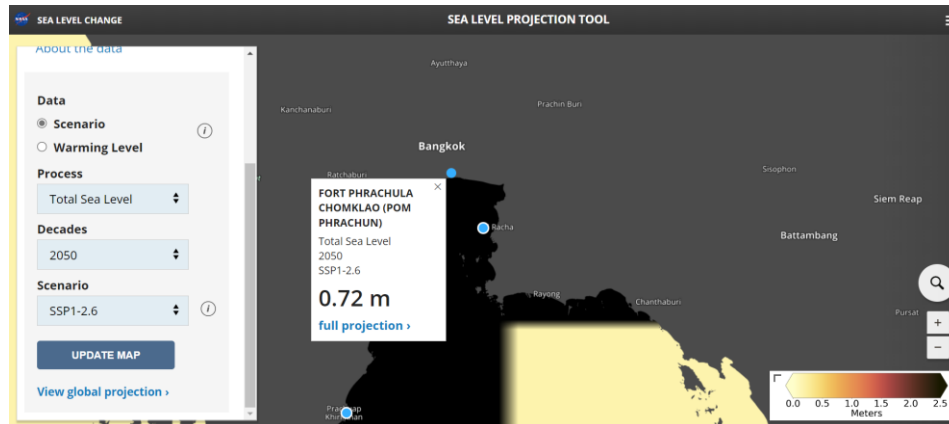 NASA
SEA LEVEL CHANGE
SEA LEVEL PROJECTION TOOL
About the data
Data
Scenario
i
Warming Level
Process
Total Sea Level
Decades
2050
Scenario
SSP1-2.6
i
UPDATE MAP
View global projection ›
Ayutthaya
Kanchanaburi
Prachin Buri
Bangkok
Ratchaburi
Sisophon
Siem Reap
Racha
Battambang
Rayong
Chanthaburi
Pursat
FORT PHRACHULA
CHOMKLAO (POM
PHRACHUN)
×
Total Sea Level
2050
SSP1-2.6
0.72 m
full projection ›
+
−
0.0 0.5 1.0 1.5 2.0 2.5
Meters